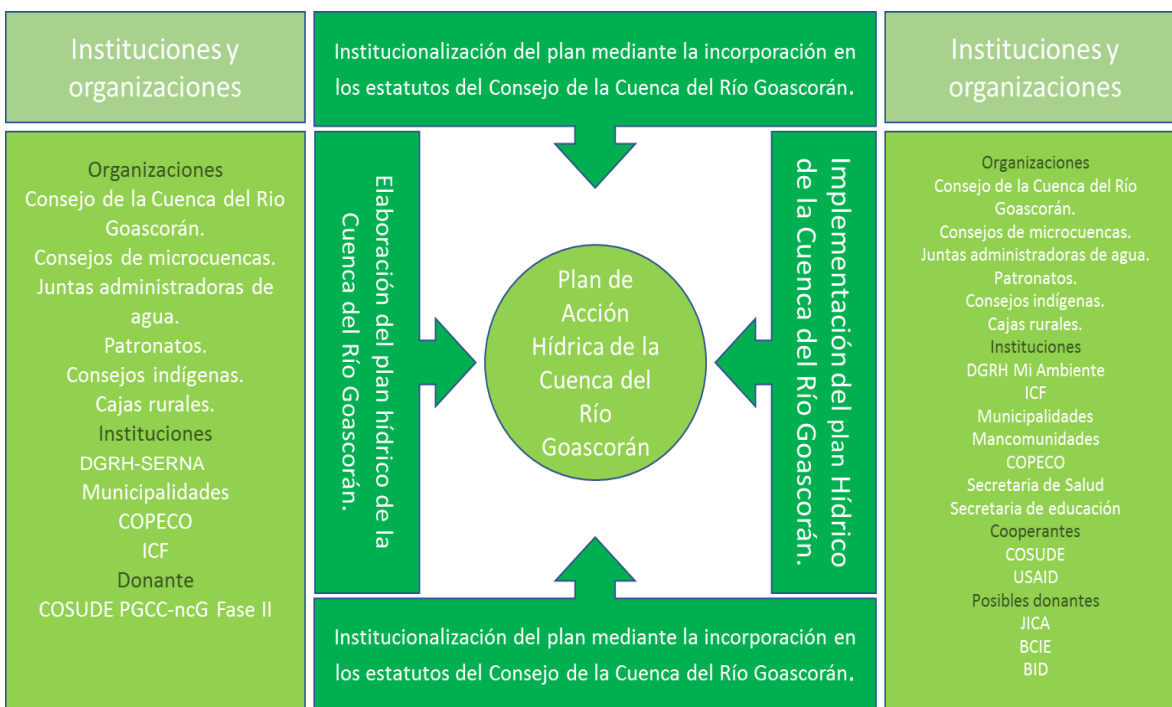 Instituciones y
organizaciones
Organizaciones
Consejo de la Cuenca del Rio
Goascorán.
Consejos de microcuencas.
Juntas administradoras de
agua.
Patronatos.
Consejos indígenas.
Cajas rurales.
Instituciones
DGRH-SERNA
Municipalidades
COPECO
ICF
Donante
COSUDE PGCC-ncG Fase II
Institucionalización del plan mediante la incorporación en
los estatutos del Consejo de la Cuenca del Río Goascorán.
Elaboración del plan hídrico de la
Cuenca del Río Goascorán.
Plan de
Acción
Hídrica de la
Cuenca del
Río
Goascorán
Implementación del plan Hídrico
de la Cuenca del Río Goascorán.
Institucionalización del plan mediante la incorporación en
los estatutos del Consejo de la Cuenca del Río Goascorán.
Instituciones y
organizaciones
Organizaciones
Consejo de la Cuenca del Río
Goascorán.
Consejos de microcuencas.
Juntas administradoras de agua.
Patronatos.
Consejos indígenas.
Cajas rurales.
Instituciones
DGRH Mi Ambiente
ICF
Municipalidades
Mancomunidades
COPECO
Secretaria de Salud
Secretaria de educación
Cooperantes
COSUDE
USAID
Posibles donantes
JICA
BCIE
BID